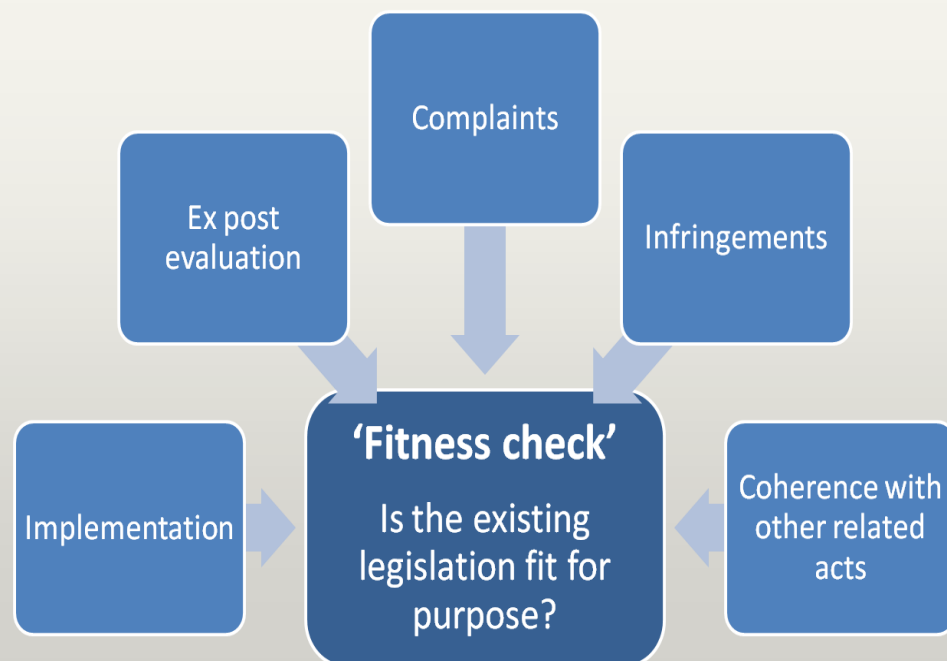 Complaints
Ex post
evaluation
Infringements
Implementation
‘Fitness check’
Is the existing
legislation fit for
purpose?
Coherence with
other related
acts